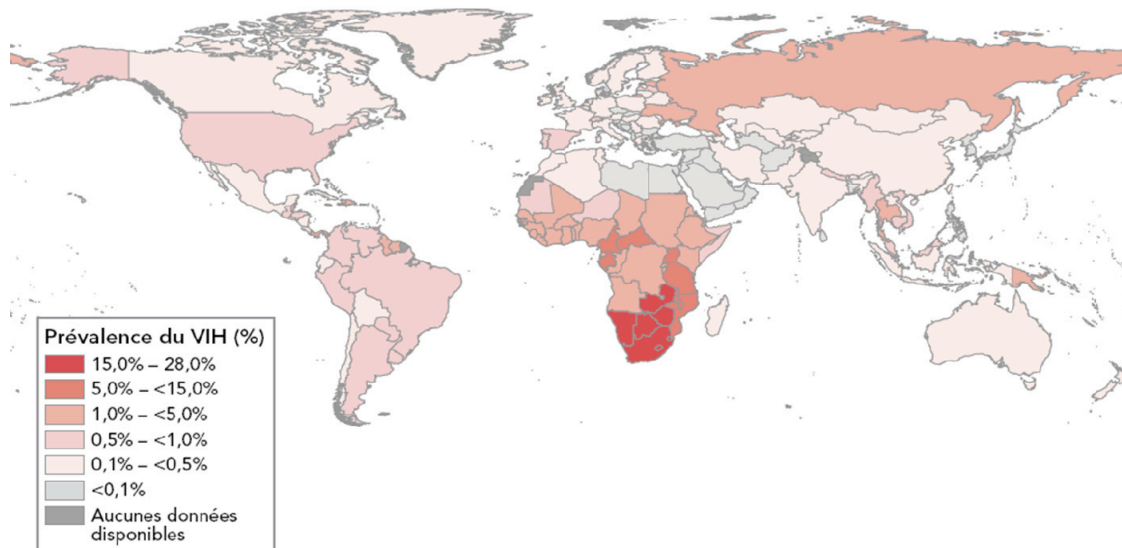 Prévalence du VIH (%)
15,0% – 28,0%
5,0% – <15,0%
1,0% – <5,0%
0,5% – <1,0%
0,1% – <0,5%
<0,1%
Aucunes données
disponibles